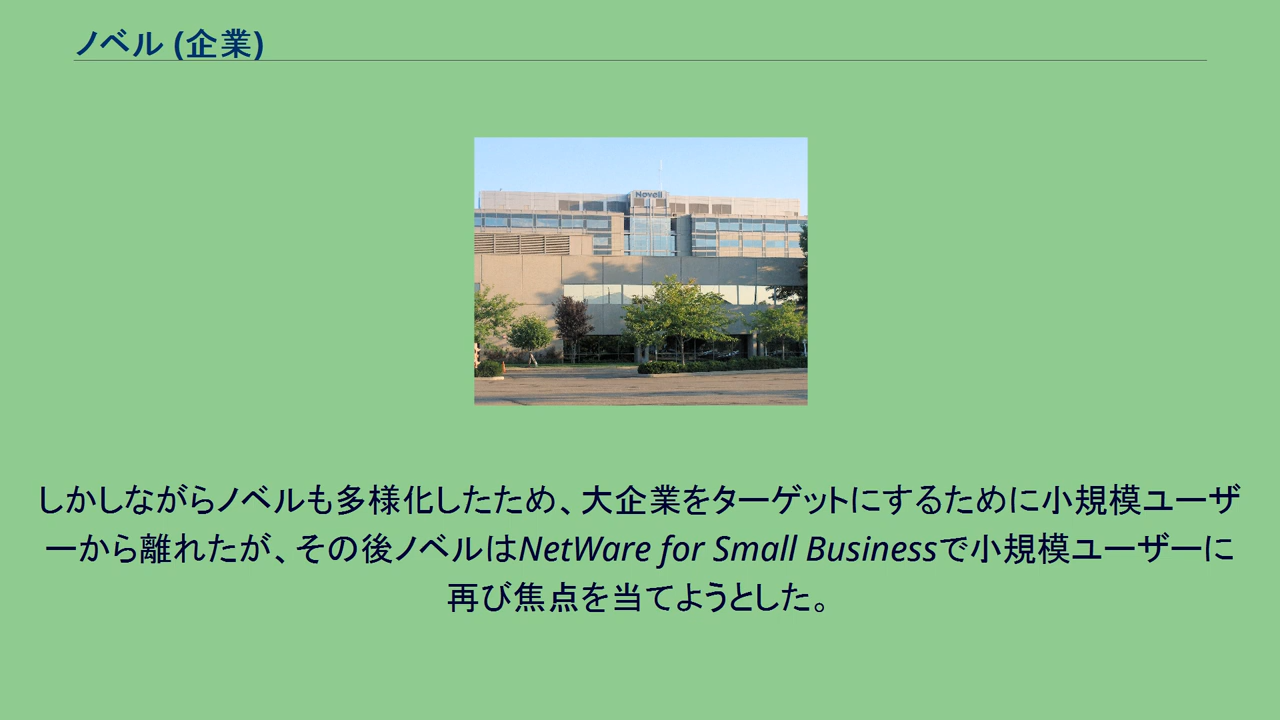 ノベル (企業)
Novell
しかしながらノベルも多様化したため、大企業をターゲットにするために小規模ユーザ
ーから離れたが、その後ノベルはNetWare for Small Businessで小規模ユーザーに
再び焦点を当てようとした。